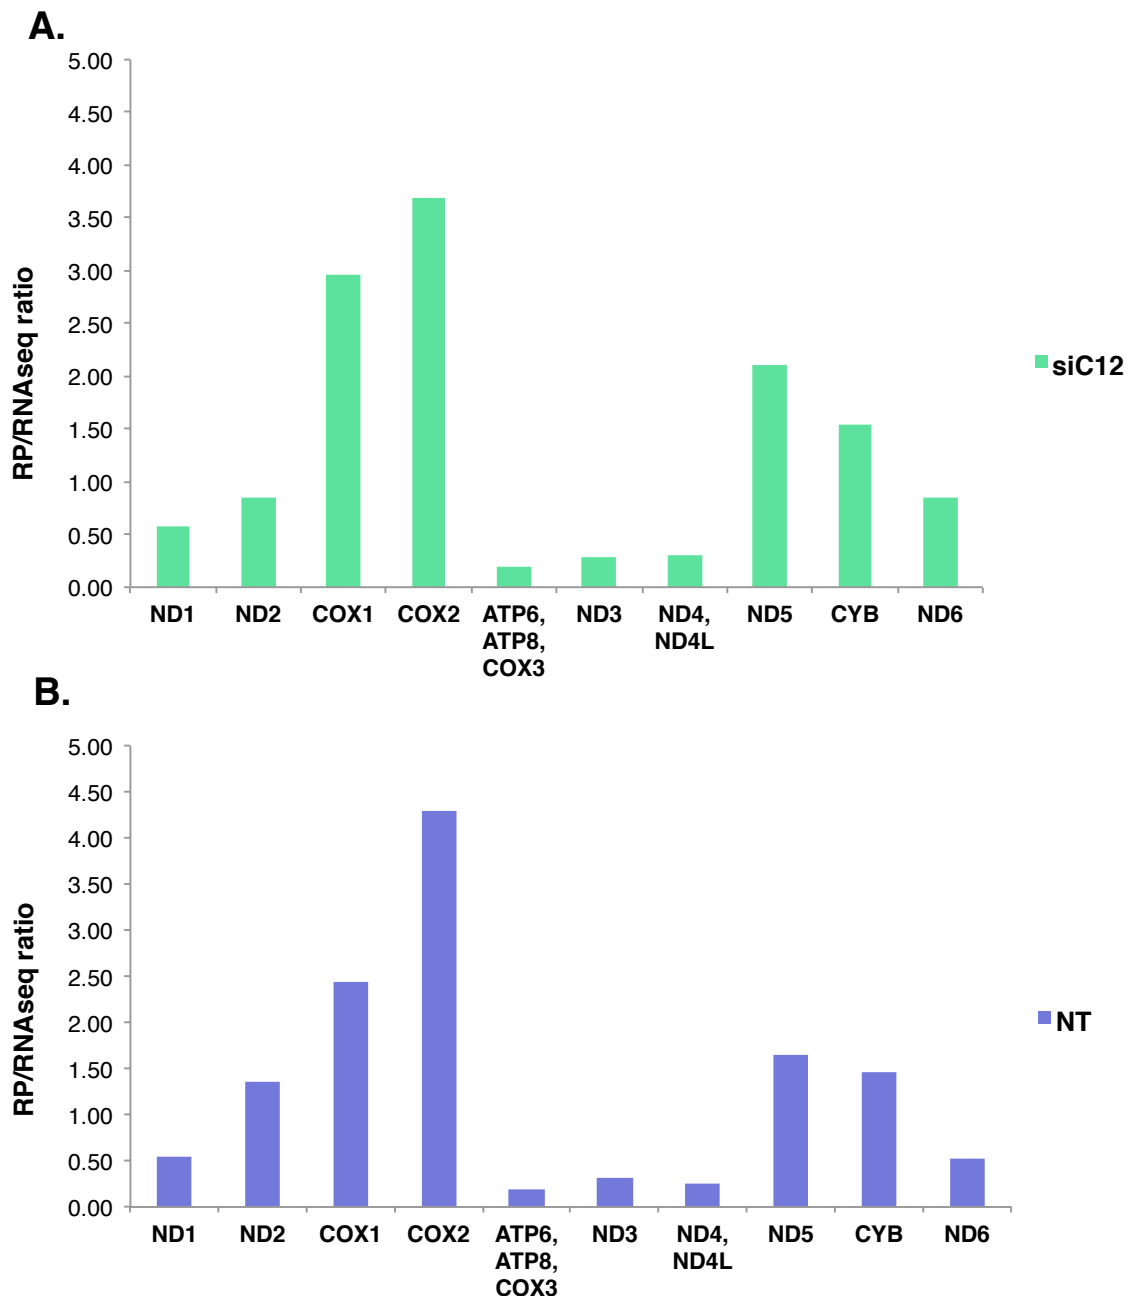 A.
5.00
4.50
4.00
3.50
3.00
2.50
2.00
1.50
1.00
0.50
0.00
RP/RNAseq ratio
ND1 ND2 COX1 COX2 ATP6, ND3 ND4, ND5 CYB ND6
ATP8, ND4L
COX3
siC12
B.
5.00
4.50
4.00
3.50
3.00
2.50
2.00
1.50
1.00
0.50
0.00
RP/RNAseq ratio
ND1 ND2 COX1 COX2 ATP6, ND3 ND4, ND5 CYB ND6
ATP8, ND4L
COX3
NT